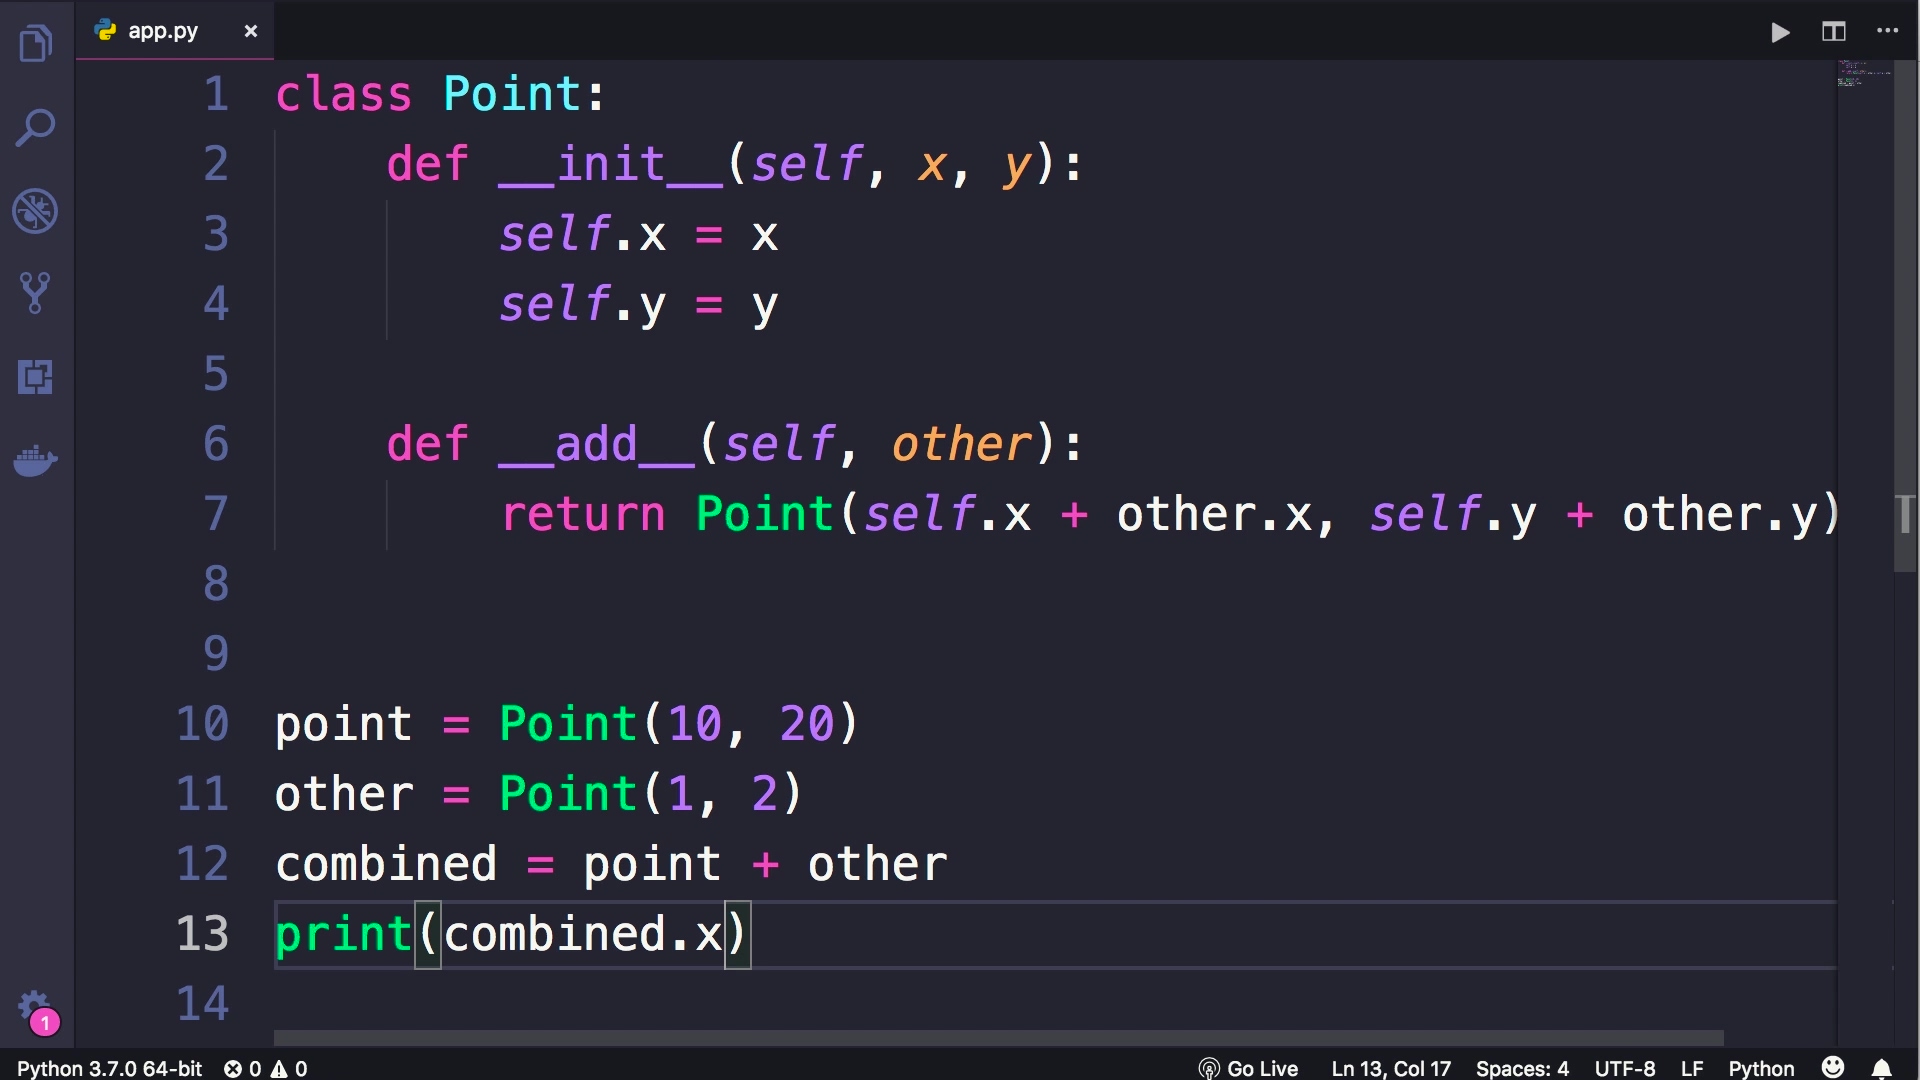 app.py
1 class Point:
2     def __init__(self, x, y):
3         self.x = x
4         self.y = y
5
6     def __add__(self, other):
7         return Point(self.x + other.x, self.y + other.y)
8
9
10 point = Point(10, 20)
11 other = Point(1, 2)
12 combined = point + other
13 print(combined.x)
14
1
Python 3.7.0 64-bit 0 0 Go Live Ln 13, Col 17 Spaces: 4 UTF-8 LF Python